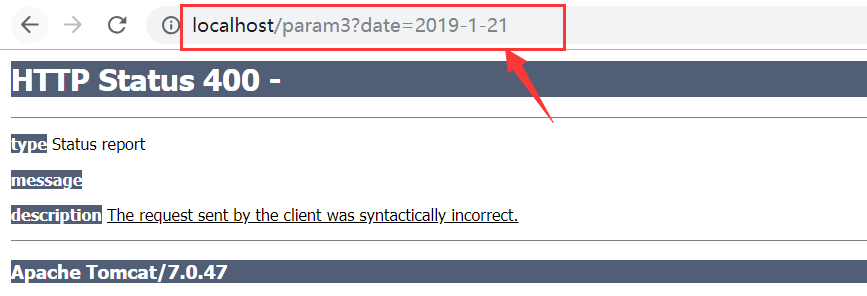 localhost/param3?date=2019-1-21
HTTP Status 400 -
type Status report
message
description The request sent by the client was syntactically incorrect.
Apache Tomcat/7.0.47